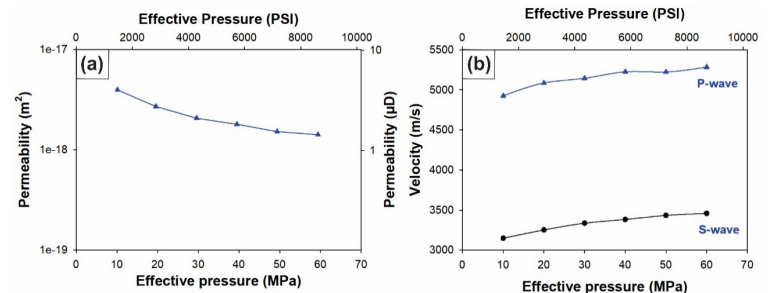 Effective Pressure (PSI)
0 2000 4000 6000 8000 10000
(a)
1e-17
1e-18
1e-19
Permeability (m²)
10
1
Permeability (µD)
0 10 20 30 40 50 60 70
Effective pressure (MPa)
Effective Pressure (PSI)
0 2000 4000 6000 8000 10000
(b)
5500
5000
4500
4000
3500
3000
Velocity (m/s)
P-wave
S-wave
0 10 20 30 40 50 60 70
Effective pressure (MPa)